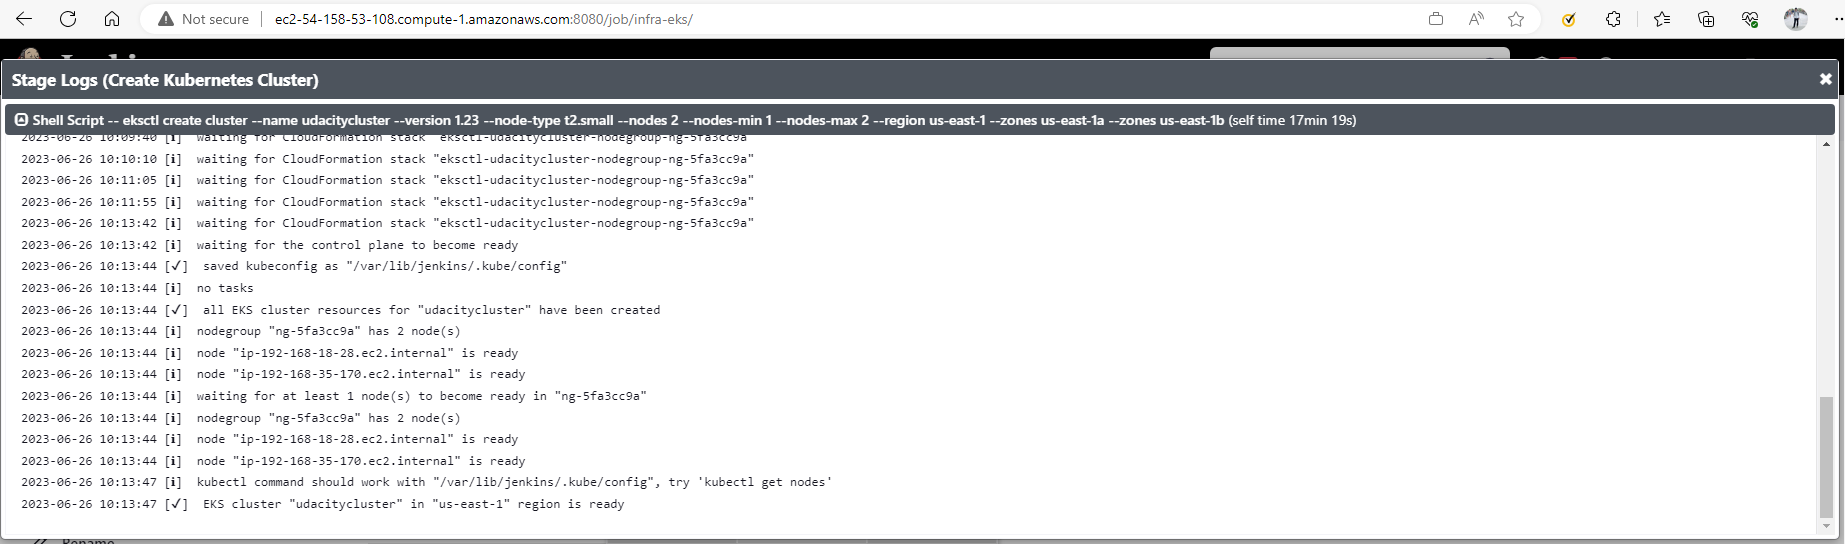 Not secure | ec2-54-158-53-108.compute-1.amazonaws.com:8080/job/infra-eks/
Stage Logs (Create Kubernetes Cluster)
Shell Script -- eksctl create cluster --name udacitycluster --version 1.23 --node-type t2.small --nodes 2 --nodes-min 1 --nodes-max 2 --region us-east-1 --zones us-east-1a --zones us-east-1b (self time 17min 19s)
2023-06-26 10:09:40 [i] waiting for CloudFormation stack "eksctl-udacitycluster-nodegroup-ng-5fa3cc9a"
2023-06-26 10:10:10 [i] waiting for CloudFormation stack "eksctl-udacitycluster-nodegroup-ng-5fa3cc9a"
2023-06-26 10:11:05 [i] waiting for CloudFormation stack "eksctl-udacitycluster-nodegroup-ng-5fa3cc9a"
2023-06-26 10:11:55 [i] waiting for CloudFormation stack "eksctl-udacitycluster-nodegroup-ng-5fa3cc9a"
2023-06-26 10:13:42 [i] waiting for CloudFormation stack "eksctl-udacitycluster-nodegroup-ng-5fa3cc9a"
2023-06-26 10:13:42 [i] waiting for the control plane to become ready
2023-06-26 10:13:44 [✓] saved kubeconfig as "/var/lib/jenkins/.kube/config"
2023-06-26 10:13:44 [i] no tasks
2023-06-26 10:13:44 [✓] all EKS cluster resources for "udacitycluster" have been created
2023-06-26 10:13:44 [i] nodegroup "ng-5fa3cc9a" has 2 node(s)
2023-06-26 10:13:44 [i] node "ip-192-168-18-28.ec2.internal" is ready
2023-06-26 10:13:44 [i] node "ip-192-168-35-170.ec2.internal" is ready
2023-06-26 10:13:44 [i] waiting for at least 1 node(s) to become ready in "ng-5fa3cc9a"
2023-06-26 10:13:44 [i] nodegroup "ng-5fa3cc9a" has 2 node(s)
2023-06-26 10:13:44 [i] node "ip-192-168-18-28.ec2.internal" is ready
2023-06-26 10:13:44 [i] node "ip-192-168-35-170.ec2.internal" is ready
2023-06-26 10:13:47 [i] kubectl command should work with "/var/lib/jenkins/.kube/config", try 'kubectl get nodes'
2023-06-26 10:13:47 [✓] EKS cluster "udacitycluster" in "us-east-1" region is ready
Rename